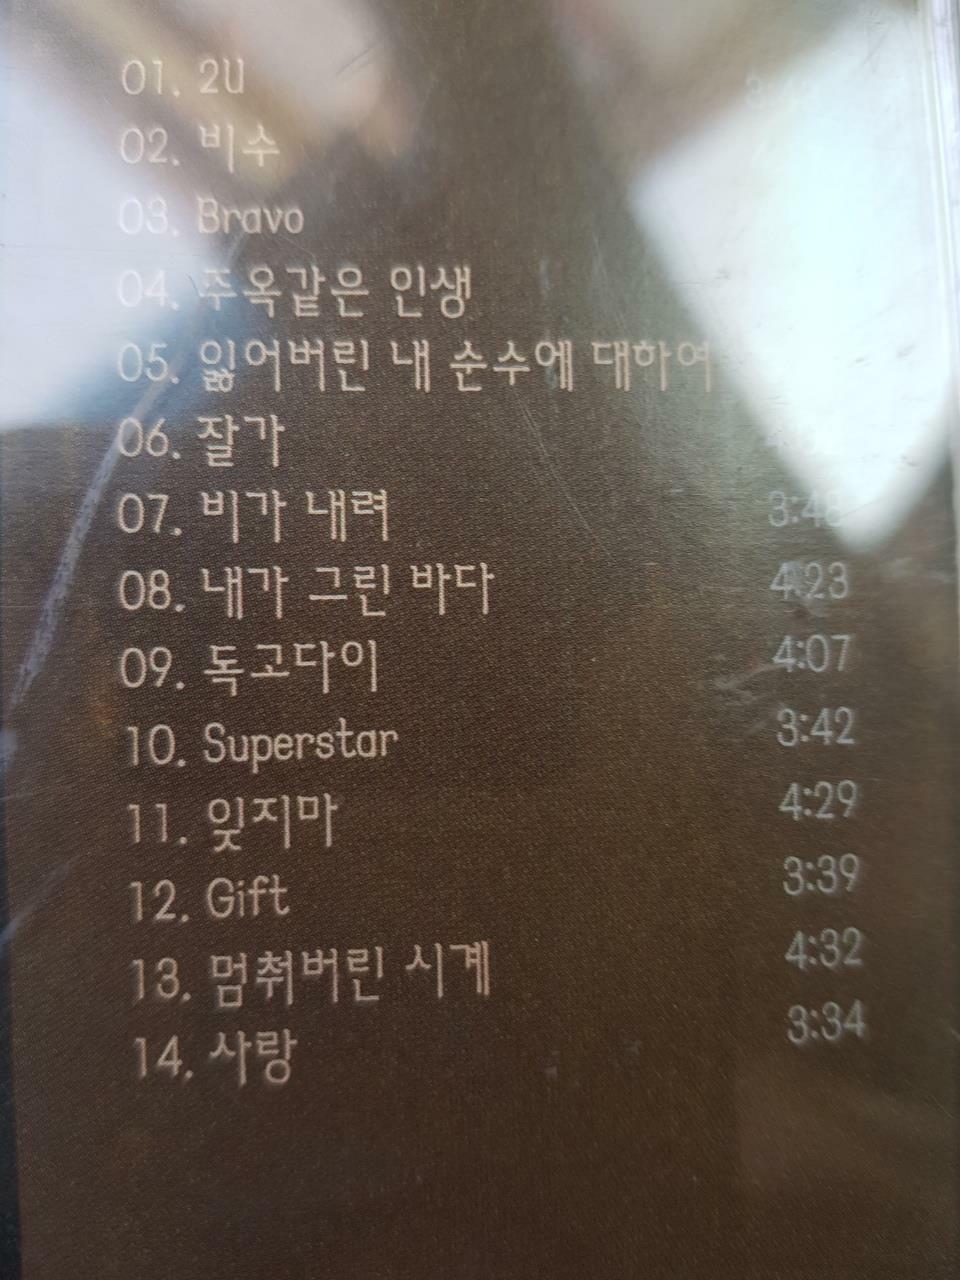 01. 2U
02. 비수
03. Bravo
04. 주옥같은 인생
05. 잃어버린 내 순수에 대하여
06. 잘가
07. 비가 내려 3:48
08. 내가 그린 바다 4:23
09. 독고다이 4:07
10. Superstar 3:42
11. 잊지마 4:29
12. Gift 3:39
13. 멈춰버린 시계 4:32
14. 사랑 3:34